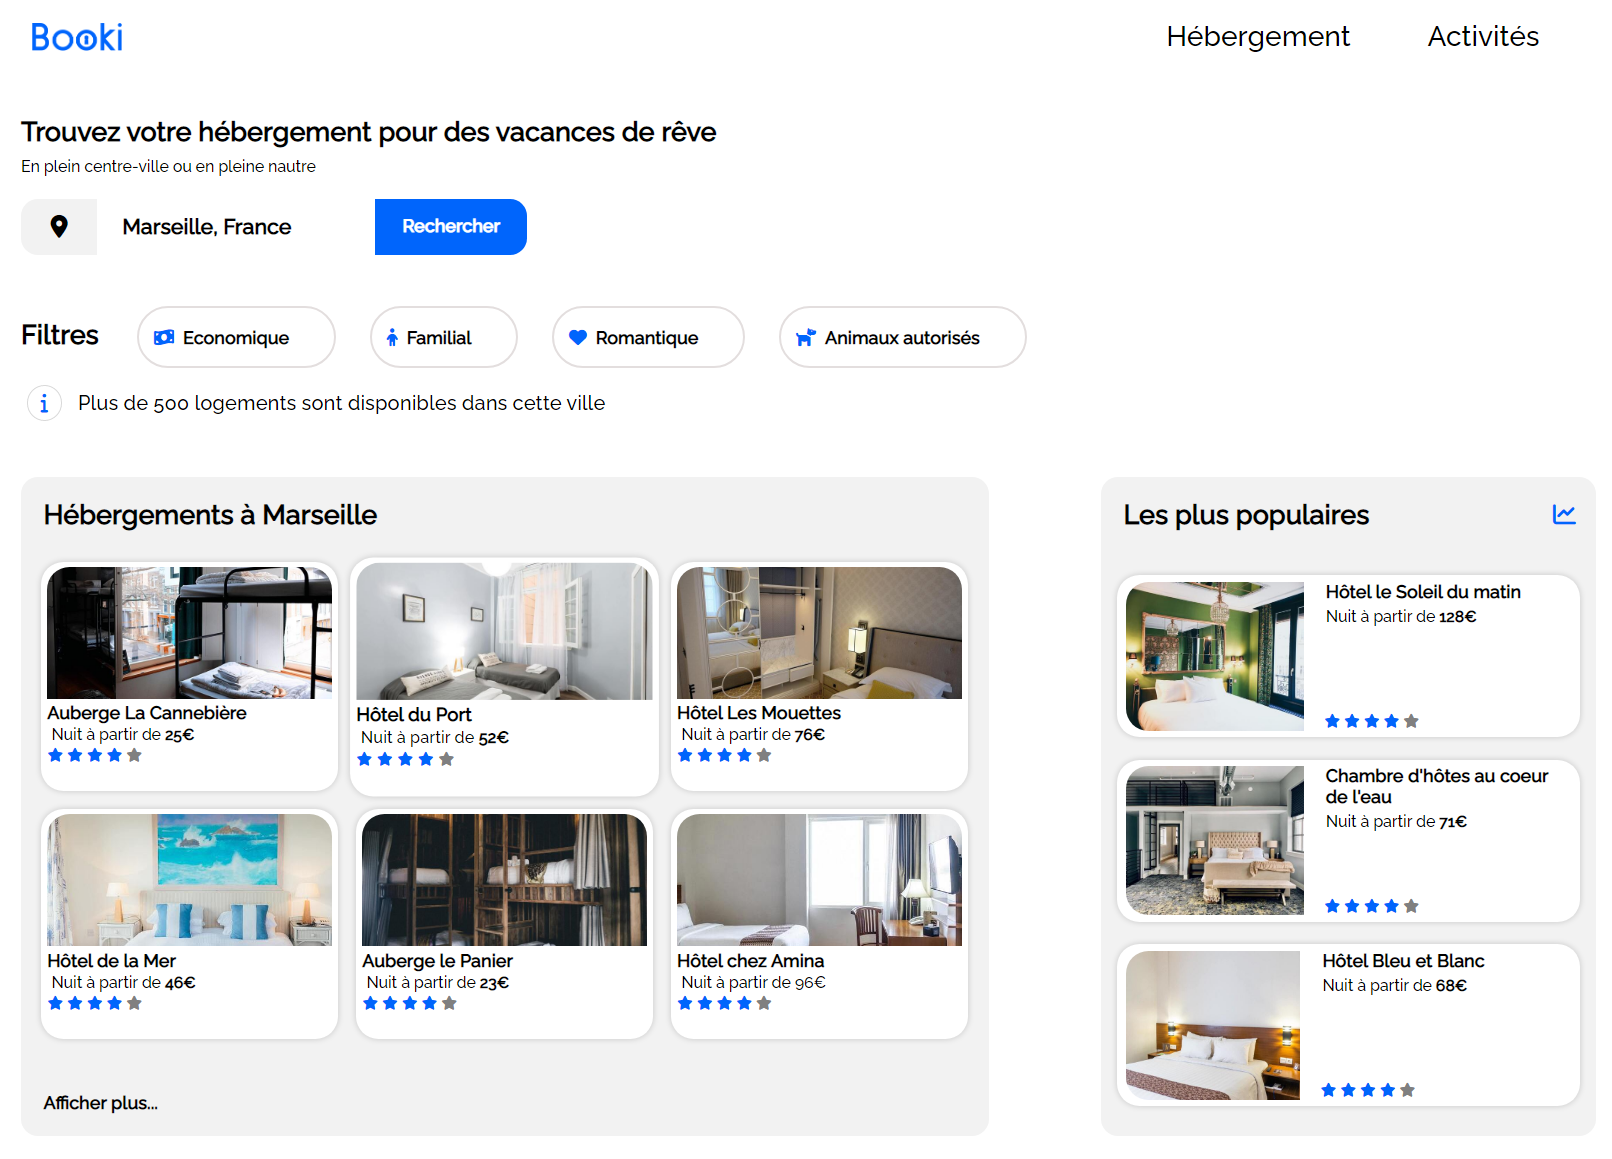 Booki
Hébergement
Activités
Trouvez votre hébergement pour des vacances de rêve
En plein centre-ville ou en pleine nautre
Marseille, France
Rechercher
Filtres
Economique
Familial
Romantique
Animaux autorisés
Plus de 500 logements sont disponibles dans cette ville
Hébergements à Marseille
Auberge La Cannebière
Nuit à partir de 25€
Hôtel du Port
Nuit à partir de 52€
Hôtel Les Mouettes
Nuit à partir de 76€
Hôtel de la Mer
Nuit à partir de 46€
Auberge le Panier
Nuit à partir de 23€
Hôtel chez Amina
Nuit à partir de 96€
Afficher plus...
Les plus populaires
Hôtel le Soleil du matin
Nuit à partir de 128€
Chambre d'hôtes au coeur
de l'eau
Nuit à partir de 71€
Hôtel Bleu et Blanc
Nuit à partir de 68€